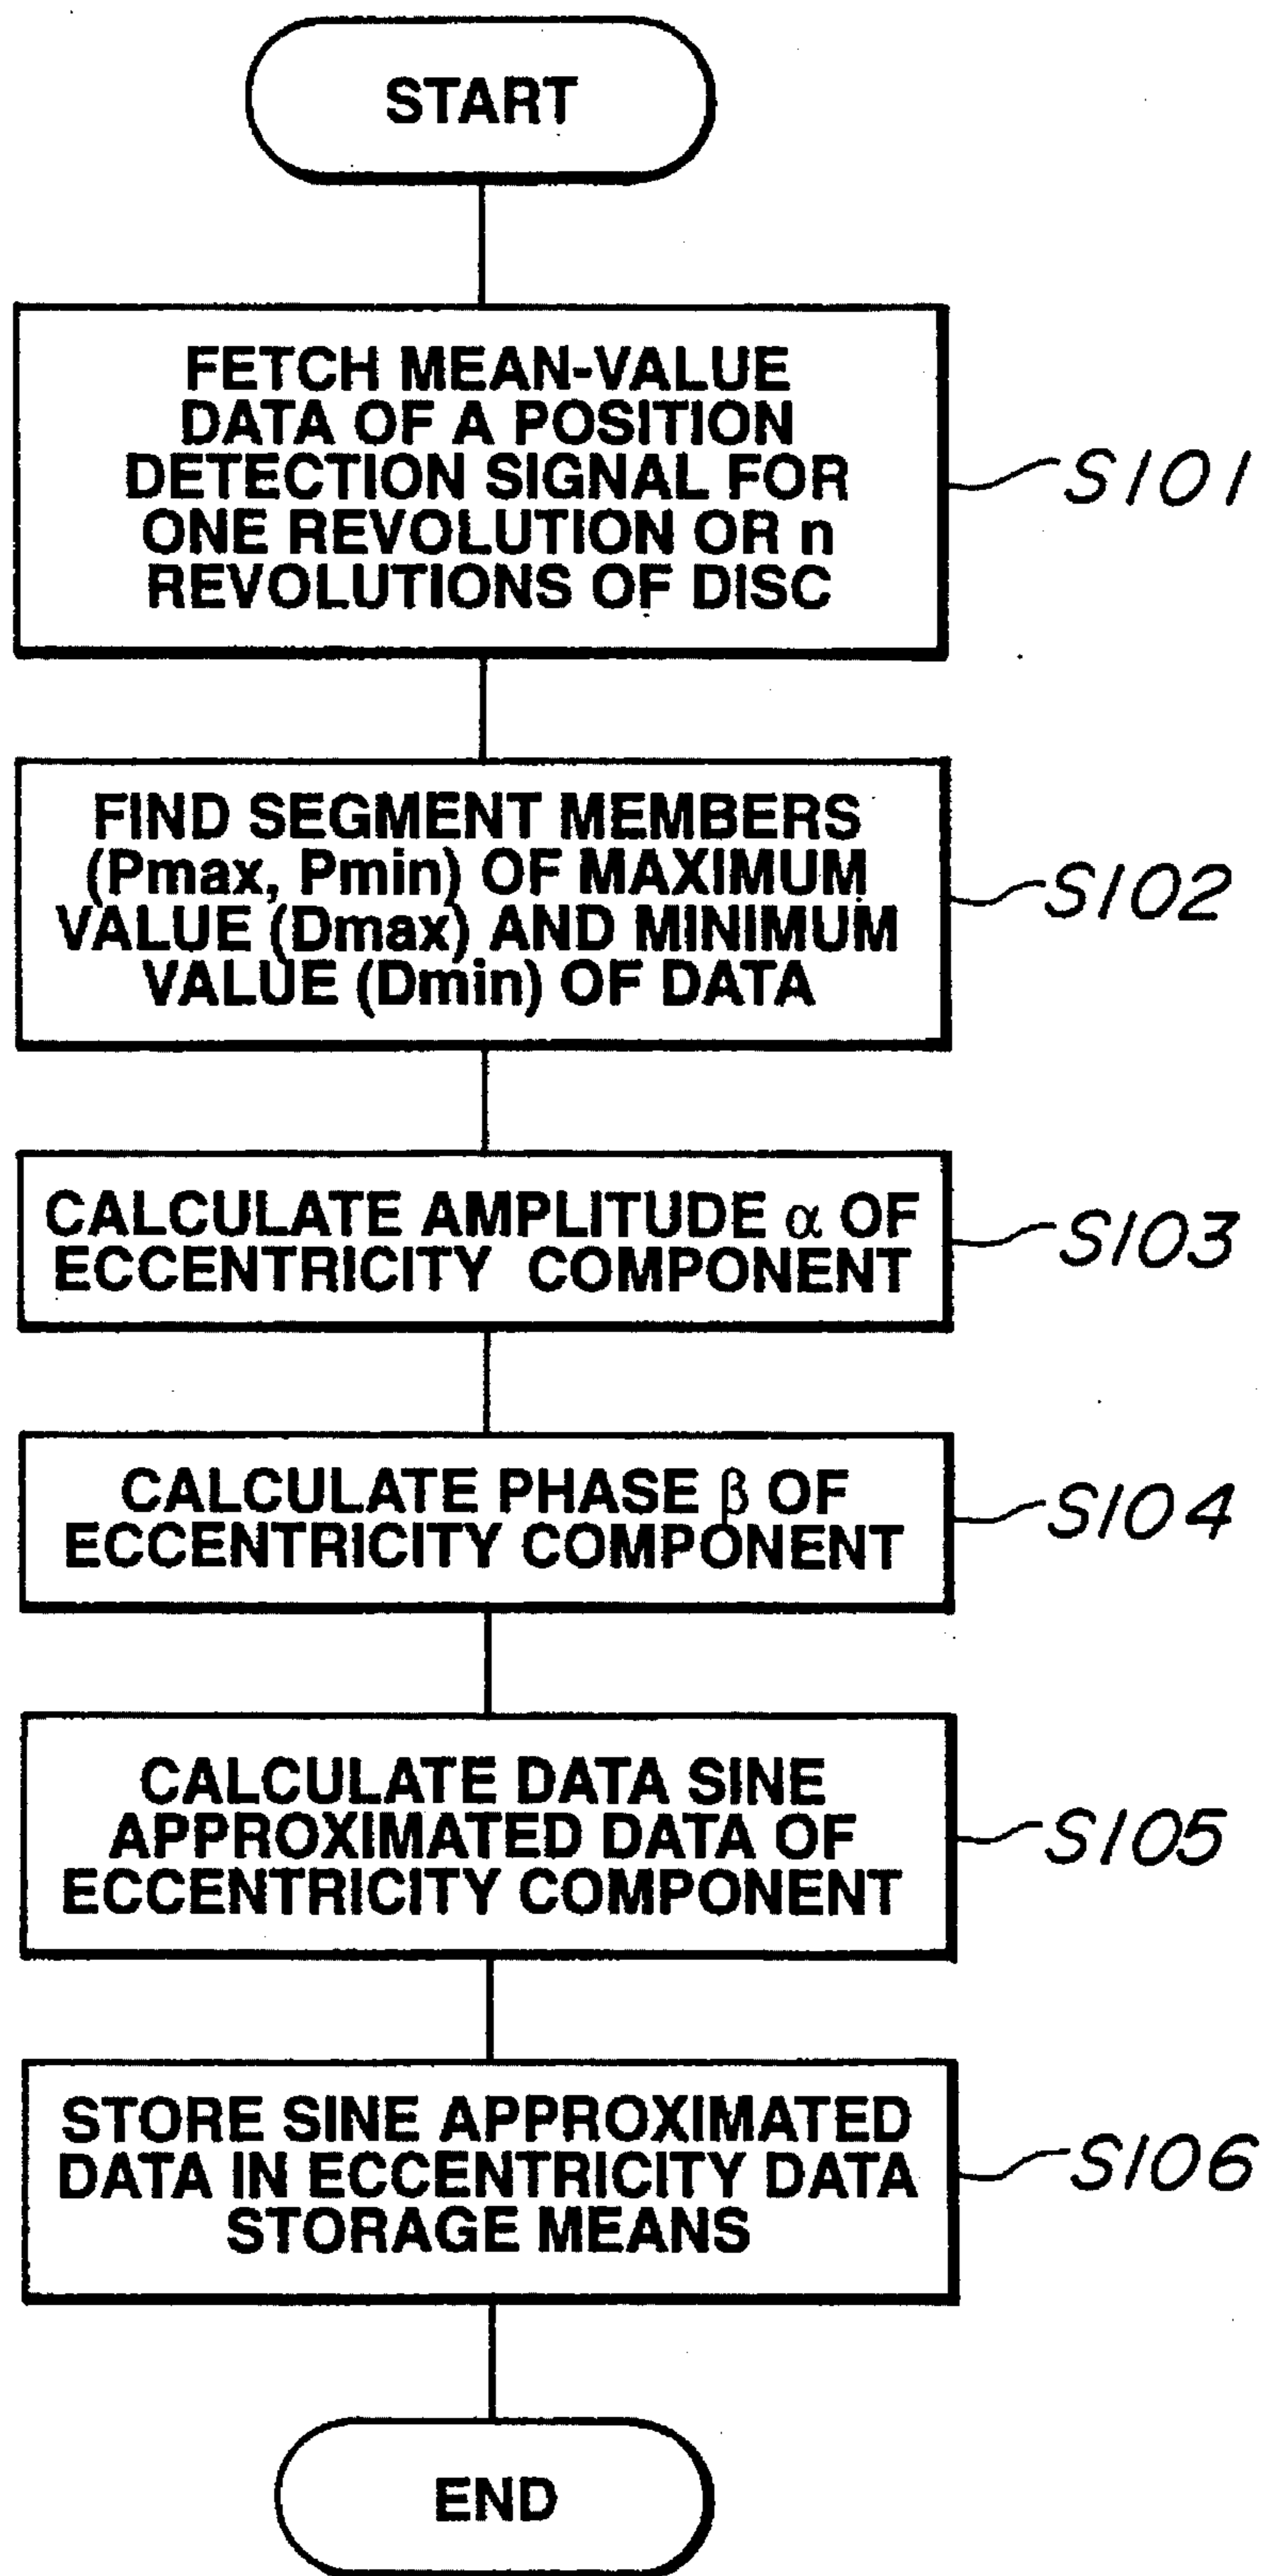 START
FETCH MEAN-VALUE
DATA OF A POSITION
DETECTION SIGNAL FOR
ONE REVOLUTION OR n
REVOLUTIONS OF DISC
S101
FIND SEGMENT MEMBERS
(Pmax, Pmin) OF MAXIMUM
VALUE (Dmax) AND MINIMUM
VALUE (Dmin) OF DATA
S102
CALCULATE AMPLITUDE α OF
ECCENTRICITY COMPONENT
S103
CALCULATE PHASE β OF
ECCENTRICITY COMPONENT
S104
CALCULATE DATA SINE
APPROXIMATED DATA OF
ECCENTRICITY COMPONENT
S105
STORE SINE APPROXIMATED
DATA IN ECCENTRICITY DATA
STORAGE MEANS
S106
END